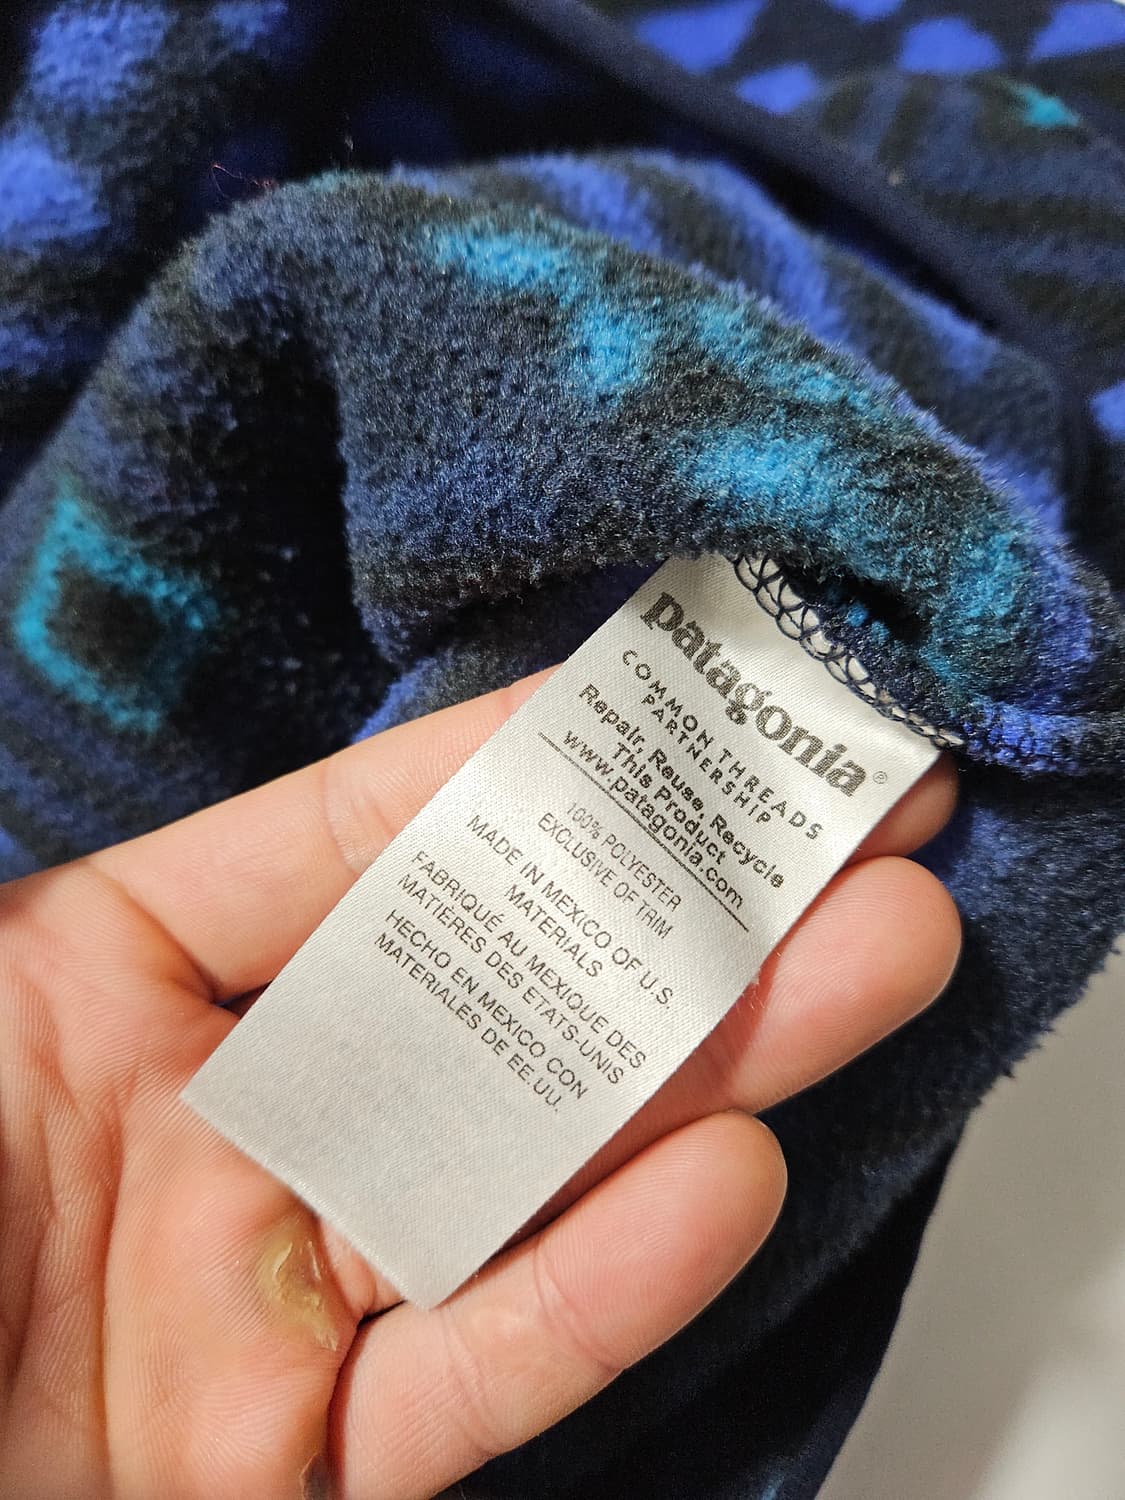 patagonia®
COMMON THREADS
PARTNERSHIP
Repair, Reuse, Recycle
This Product
www.patagonia.com
100% POLYESTER
EXCLUSIVE OF TRIM
MADE IN MEXICO OF U.S.
MATERIALS
FABRIQUÉ AU MEXIQUE DES
MATIÈRES DES ETATS-UNIS
HECHO EN MEXICO CON
MATERIALES DE EE.UU.